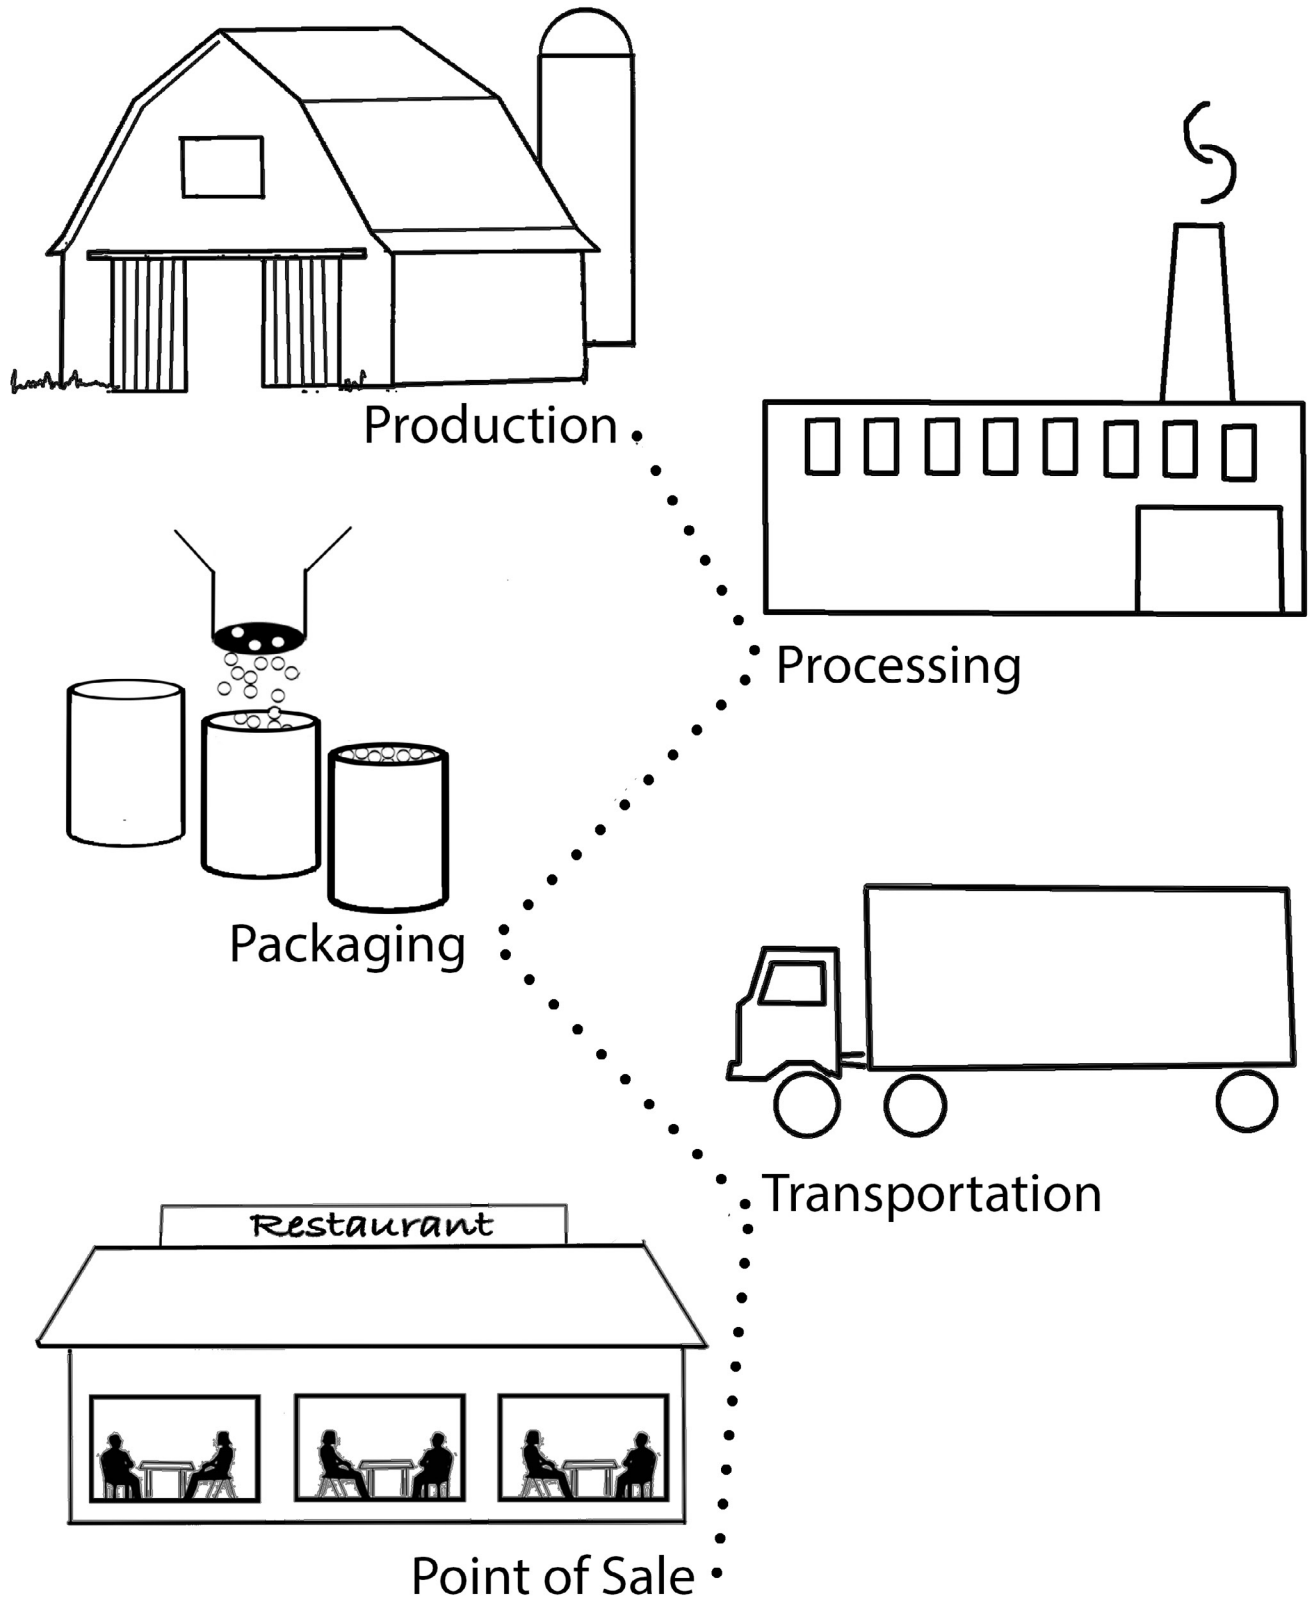 Production
Processing
Packaging
Transportation
Restaurant
Point of Sale